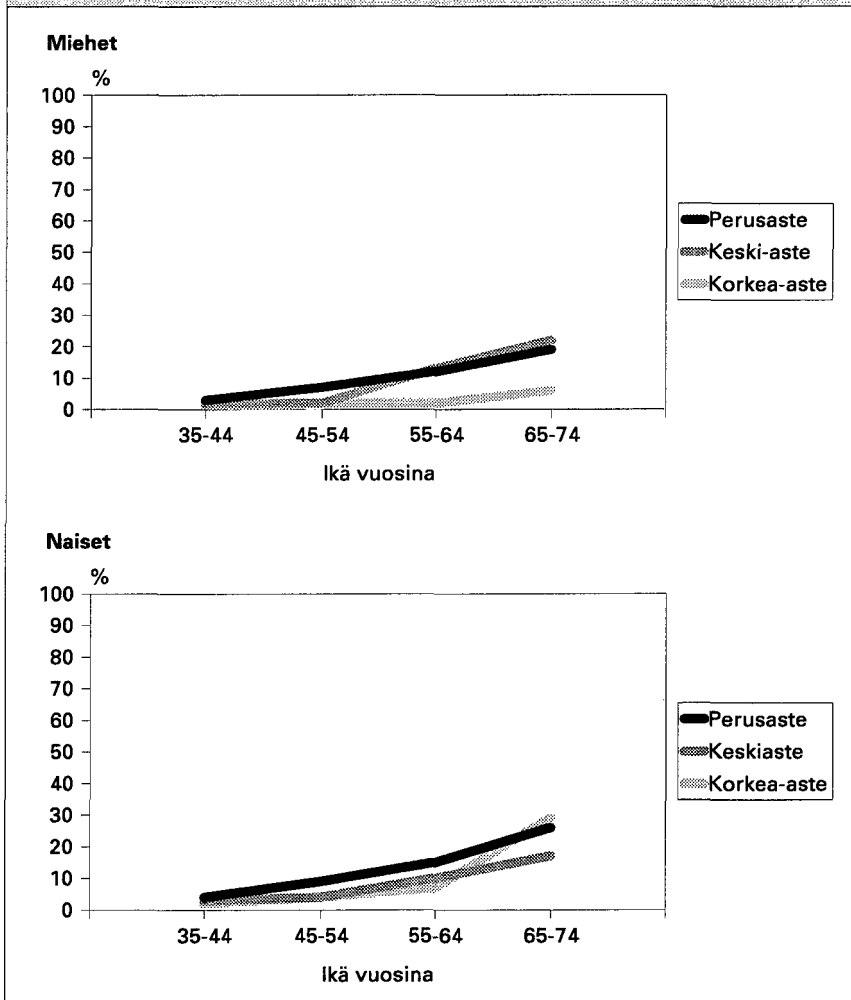 Miehet
%
100
90
80
70
60
50
40
30
20
10
0
35-44 45-54 55-64 65-74
Ikä vuosina
Perusaste
Keski-aste
Korkea-aste
Naiset
%
100
90
80
70
60
50
40
30
20
10
0
35-44 45-54 55-64 65-74
Ikä vuosina
Perusaste
Keskiaste
Korkea-aste